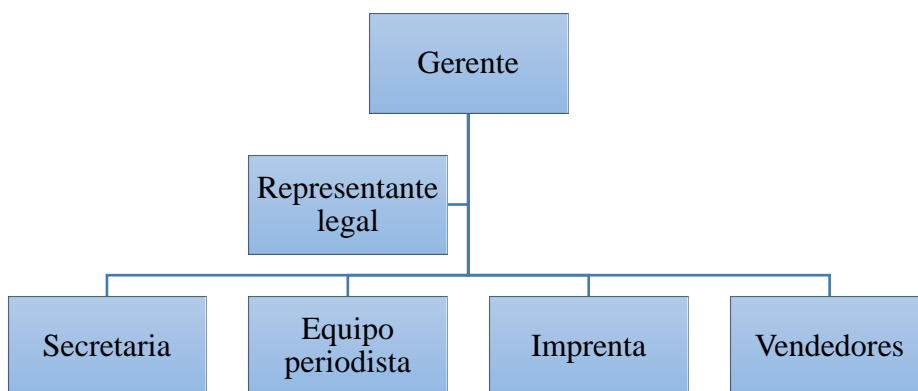 Gerente
Representante
legal
Secretaria
Equipo
periodista
Imprenta
Vendedores